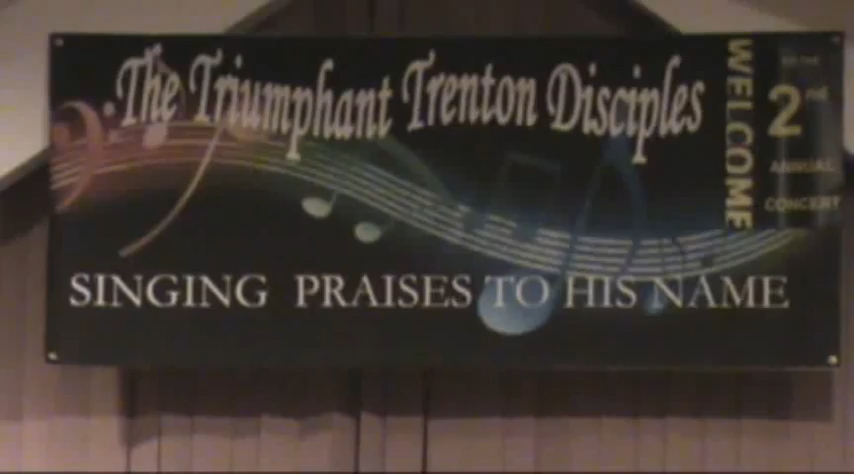 The Triumphant Trenton Disciples
WELCOME
TO THE
2nd
ANNUAL
CONCERT
SINGING PRAISES TO HIS NAME